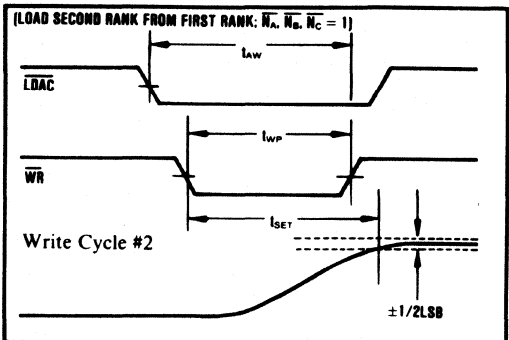 (LOAD SECOND RANK FROM FIRST RANK; N̅A̅, N̅B̅, N̅C̅ = 1)
tAW
L̅D̅A̅C̅
tWP
W̅R̅
tSET
Write Cycle #2
±1/2LSB